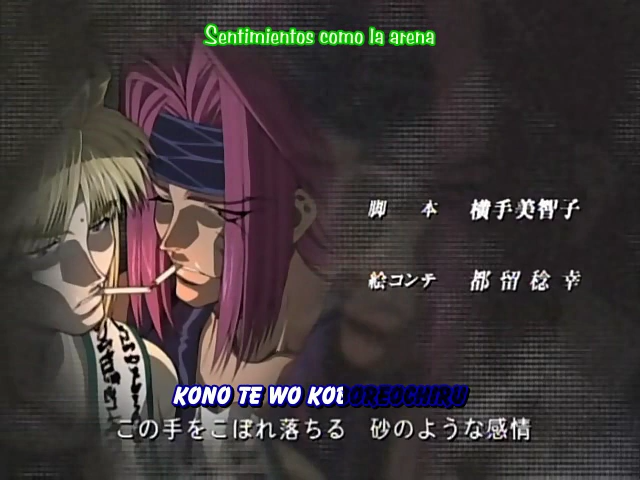 Sentimientos como la arena
脚 本 横手美智子
絵コンテ 都留稔幸
KONO TE WO KOBOREOCHIRU
この手をこぼれ落ちる 砂のような感情